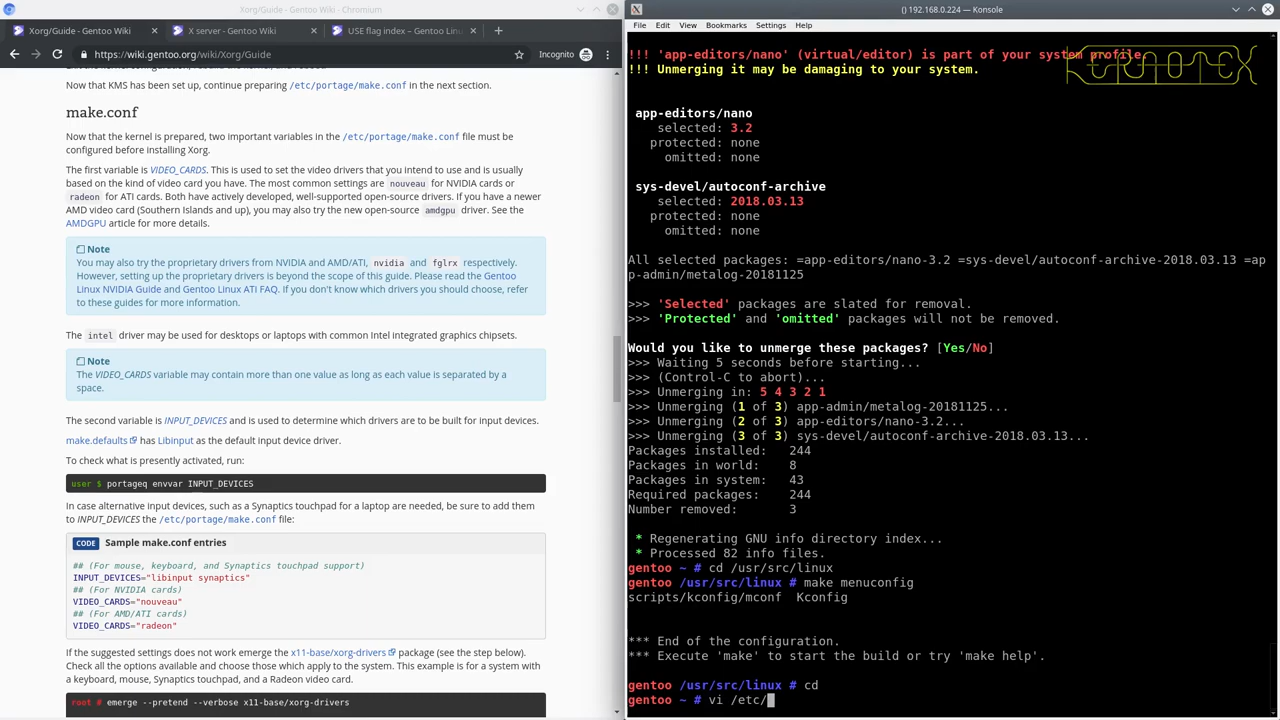 Xorg/Guide - Gentoo Wiki - Chromium
Xorg/Guide - Gentoo Wiki
X server - Gentoo Wiki
USE flag index – Gentoo Linu
https://wiki.gentoo.org/wiki/Xorg/Guide
Incognito
Now that KMS has been set up, continue preparing /etc/portage/make.conf in the next section.
make.conf
Now that the kernel is prepared, two important variables in the /etc/portage/make.conf file must be
configured before installing Xorg.
The first variable is VIDEO_CARDS. This is used to set the video drivers that you intend to use and is usually
based on the kind of video card you have. The most common settings are nouveau for NVIDIA cards or
radeon for ATI cards. Both have actively developed, well-supported open-source drivers. If you have a newer
AMD video card (Southern Islands and up), you may also try the new open-source amdgpu driver. See the
AMDGPU article for more details.
Note
You may also try the proprietary drivers from NVIDIA and AMD/ATI, nvidia and fglrx respectively.
However, setting up the proprietary drivers is beyond the scope of this guide. Please read the Gentoo
Linux NVIDIA Guide and Gentoo Linux ATI FAQ. If you don't know which drivers you should choose, refer
to these guides for more information.
The intel driver may be used for desktops or laptops with common Intel integrated graphics chipsets.
Note
The VIDEO_CARDS variable may contain more than one value as long as each value is separated by a
space.
The second variable is INPUT_DEVICES and is used to determine which drivers are to be built for input devices.
make.defaults has Libinput as the default input device driver.
To check what is presently activated, run:
user $ portageq envvar INPUT_DEVICES
In case alternative input devices, such as a Synaptics touchpad for a laptop are needed, be sure to add them
to INPUT_DEVICES the /etc/portage/make.conf file:
CODE Sample make.conf entries
## (For mouse, keyboard, and Synaptics touchpad support)
INPUT_DEVICES="libinput synaptics"
## (For NVIDIA cards)
VIDEO_CARDS="nouveau"
## (For AMD/ATI cards)
VIDEO_CARDS="radeon"
If the suggested settings does not work emerge the x11-base/xorg-drivers package (see the step below).
Check all the options available and choose those which apply to the system. This example is for a system with
a keyboard, mouse, Synaptics touchpad, and a Radeon video card.
root # emerge --pretend --verbose x11-base/xorg-drivers
() 192.168.0.224 — Konsole
File Edit View Bookmarks Settings Help
KERNOTEX
!!! 'app-editors/nano' (virtual/editor) is part of your system profile.
!!! Unmerging it may be damaging to your system.
app-editors/nano
selected: 3.2
protected: none
omitted: none
sys-devel/autoconf-archive
selected: 2018.03.13
protected: none
omitted: none
All selected packages: =app-editors/nano-3.2 =sys-devel/autoconf-archive-2018.03.13 =ap
p-admin/metalog-20181125
>>> 'Selected' packages are slated for removal.
>>> 'Protected' and 'omitted' packages will not be removed.
Would you like to unmerge these packages? [Yes/No]
>>> Waiting 5 seconds before starting...
>>> (Control-C to abort)...
>>> Unmerging in: 5 4 3 2 1
>>> Unmerging (1 of 3) app-admin/metalog-20181125...
>>> Unmerging (2 of 3) app-editors/nano-3.2...
>>> Unmerging (3 of 3) sys-devel/autoconf-archive-2018.03.13...
Packages installed: 244
Packages in world: 8
Packages in system: 43
Required packages: 244
Number removed: 3
* Regenerating GNU info directory index...
* Processed 82 info files.
gentoo ~ # cd /usr/src/linux
gentoo /usr/src/linux # make menuconfig
scripts/kconfig/mconf Kconfig
*** End of the configuration.
*** Execute 'make' to start the build or try 'make help'.
gentoo /usr/src/linux # cd
gentoo ~ # vi /etc/